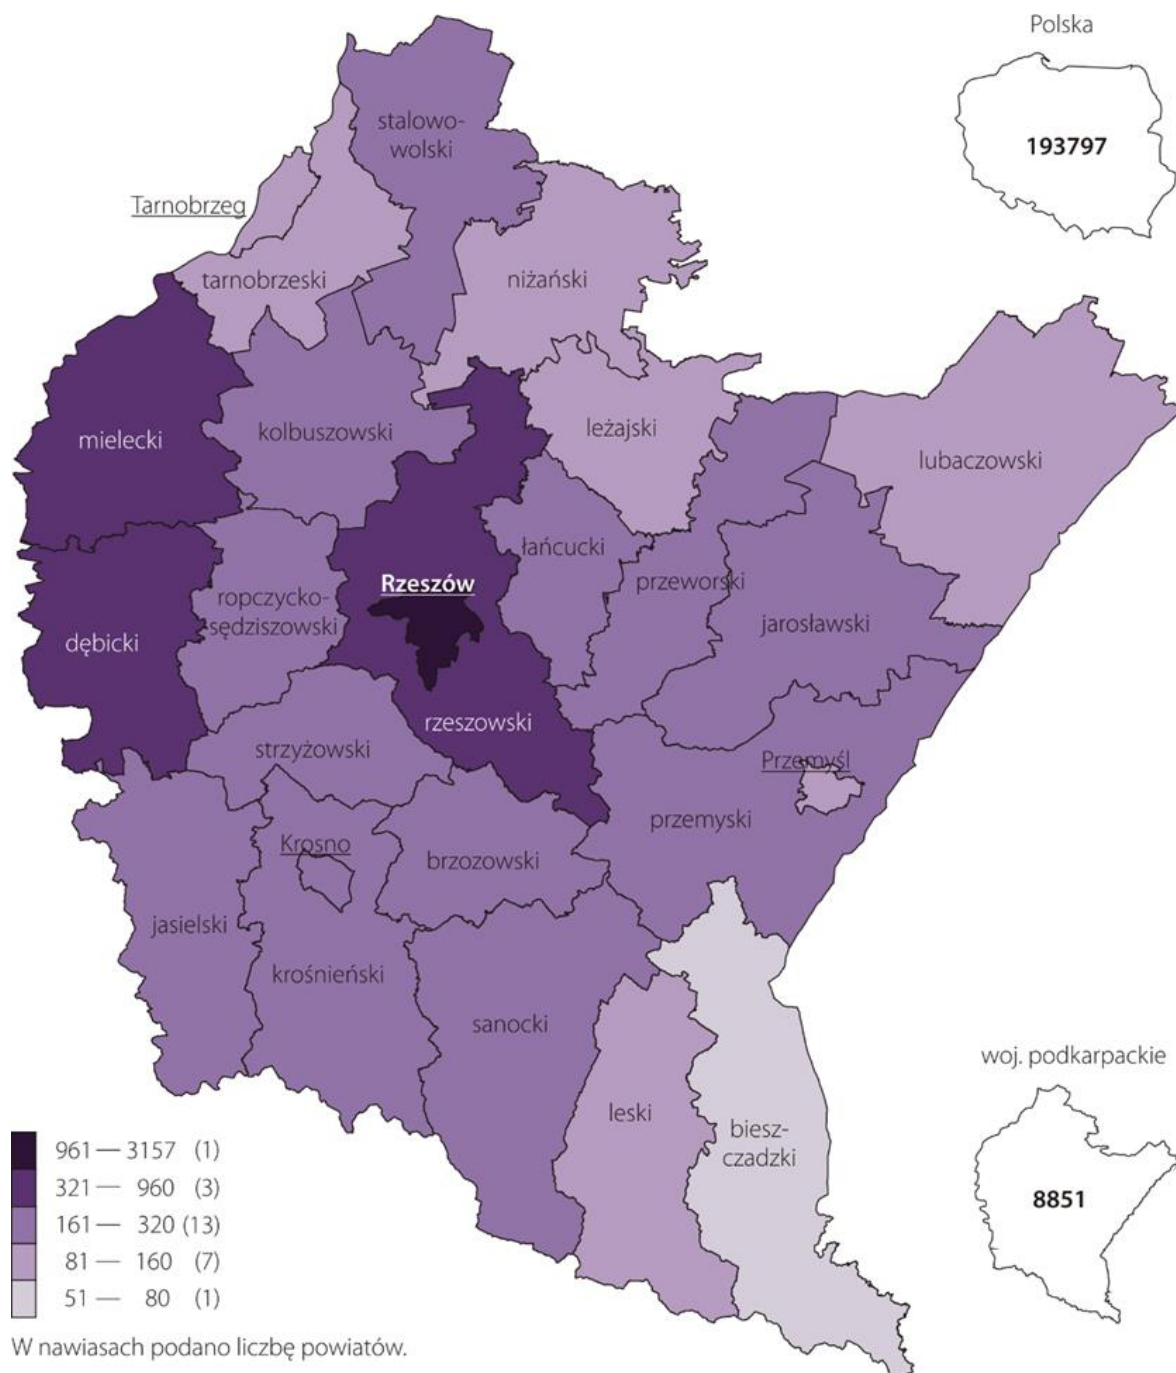 Polska
193797
stalowo-
wolski
Tarnobrzeg
tarnobrzeski
niżański
mielecki
kolbuszowski
leżajski
lubaczowski
łańcucki
Rzeszów
przeworski
ropczycko-
sędziszowski
jarosławski
dębicki
rzeszowski
strzyżowski
Przemyśl
przemyski
Krosno
brzozowski
jasielski
krośnieński
sanocki
woj. podkarpackie
8851
leski
biesz-
czadzki
961 — 3157 (1)
321 — 960 (3)
161 — 320 (13)
81 — 160 (7)
51 — 80 (1)
W nawiasach podano liczbę powiatów.